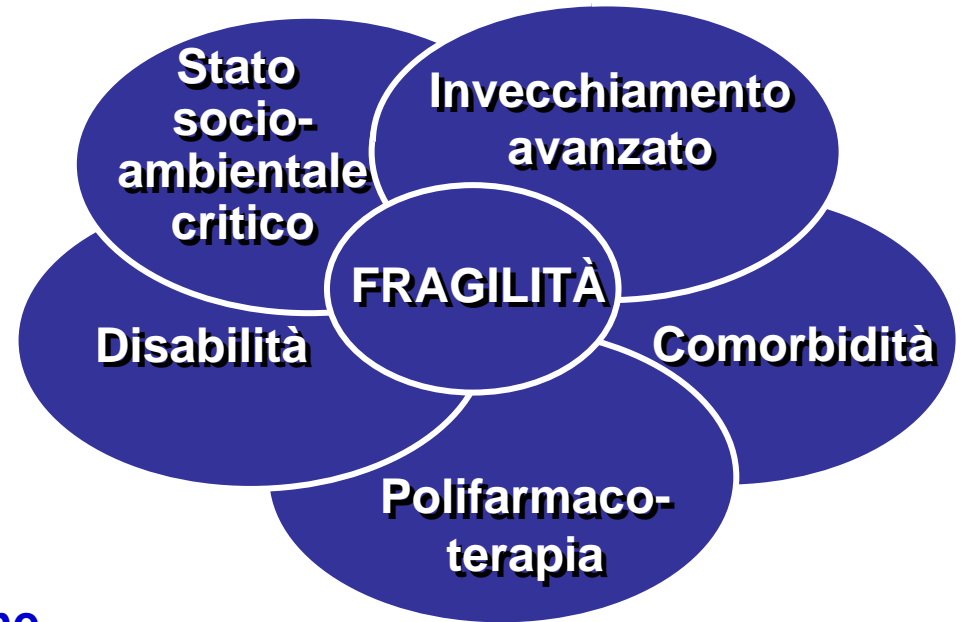 Stato
socio-
ambientale
critico
Invecchiamento
avanzato
FRAGILITÀ
Disabilità
Comorbidità
Polifarmaco-
terapia